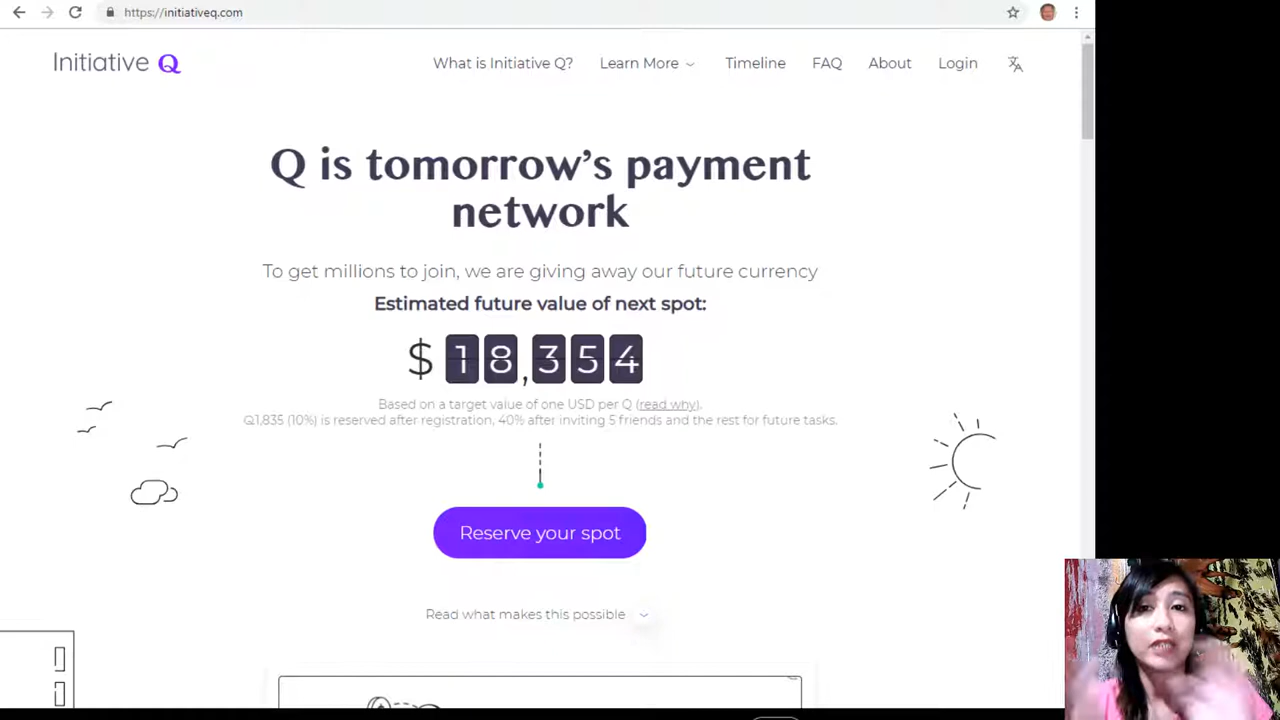 https://initiativeq.com
Initiative Q
What is Initiative Q? Learn More Timeline FAQ About Login
Q is tomorrow's payment
network
To get millions to join, we are giving away our future currency
Estimated future value of next spot:
$ 18,354
Based on a target value of one USD per Q (read why).
Q1,835 (10%) is reserved after registration, 40% after inviting 5 friends and the rest for future tasks.
Reserve your spot
Read what makes this possible